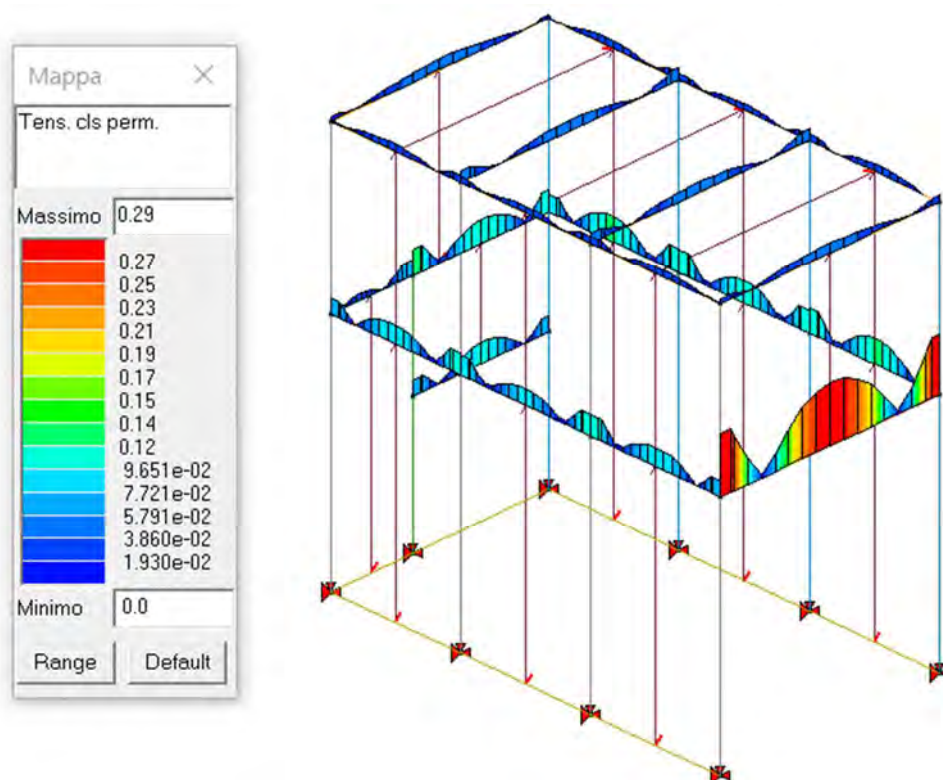 Mappa
Tens. cls perm.
Massimo 0.29
0.27
0.25
0.23
0.21
0.19
0.17
0.15
0.14
0.12
9.651e-02
7.721e-02
5.791e-02
3.860e-02
1.930e-02
Minimo 0.0
Range Default